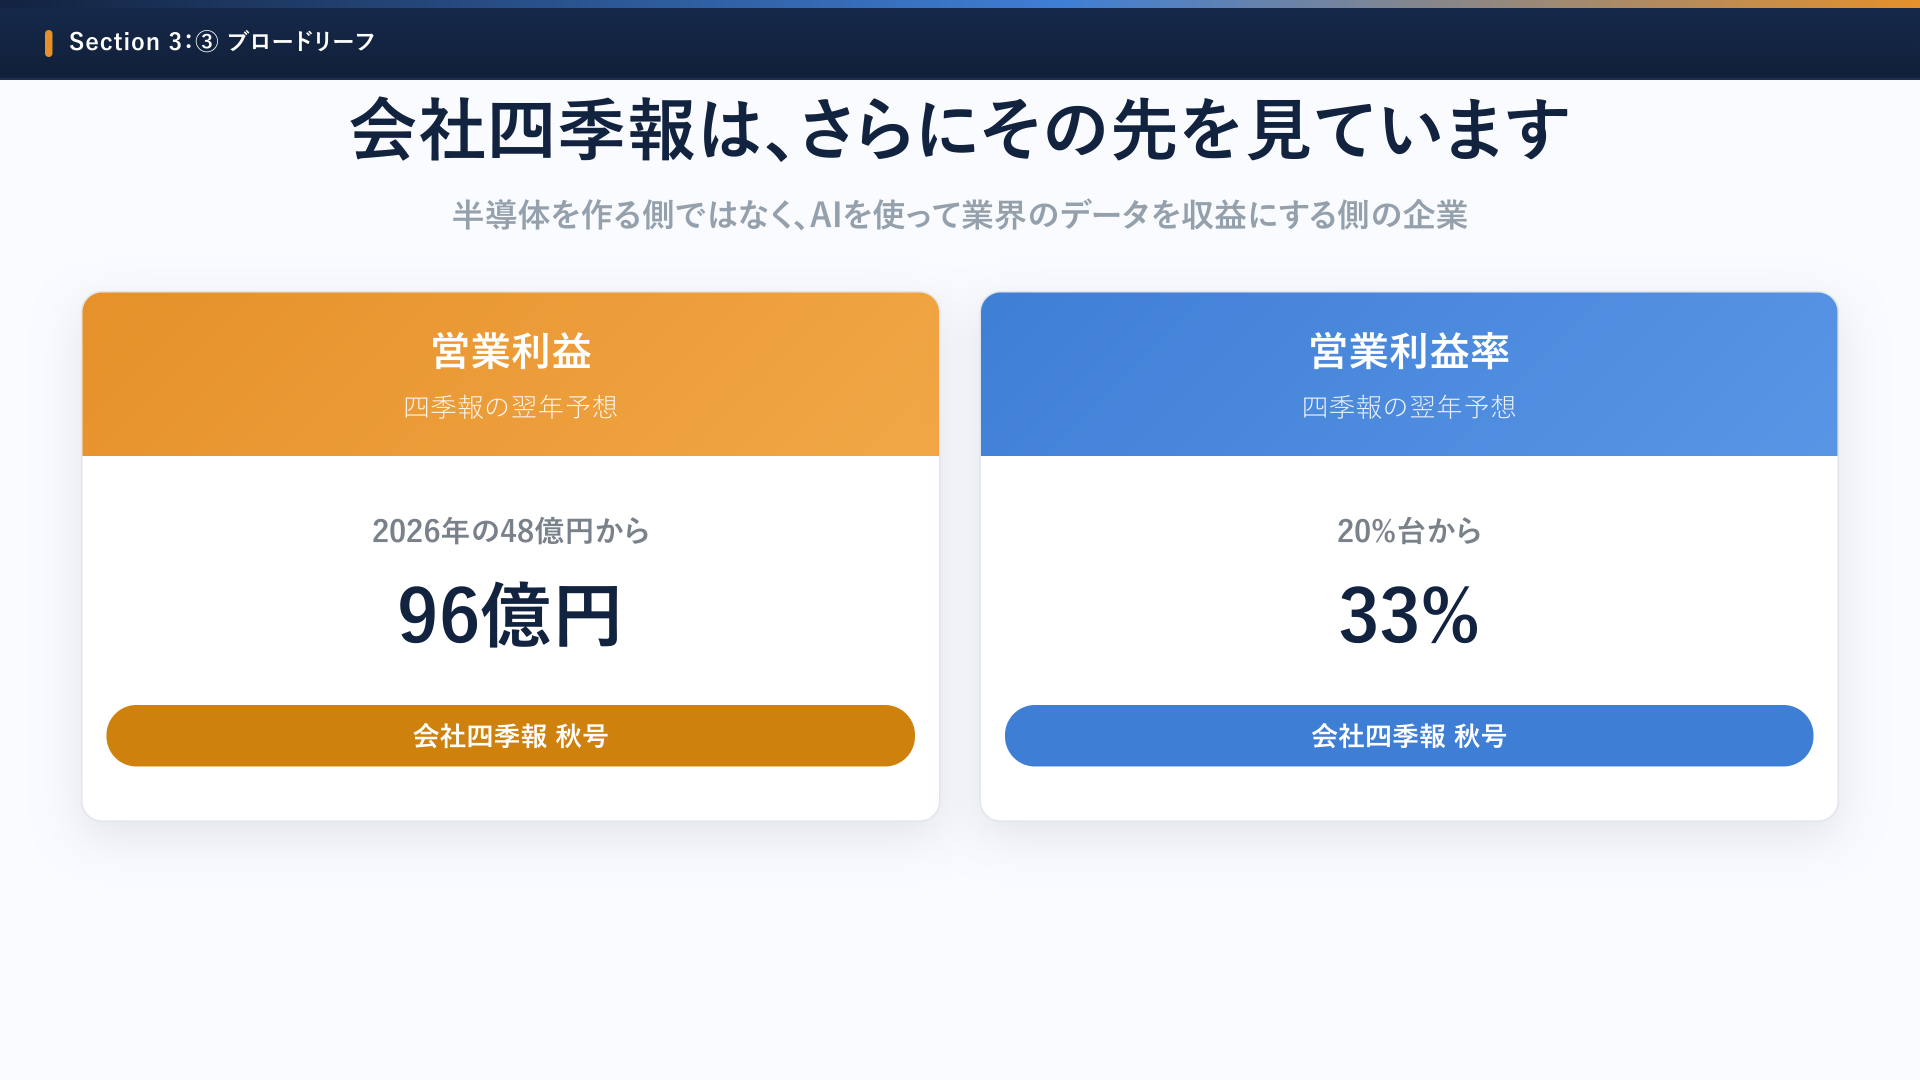 Section 3：③ ブロードリーフ
会社四季報は、さらにその先を見ています
半導体を作る側ではなく、AIを使って業界のデータを収益にする側の企業
営業利益
四季報の翌年予想
2026年の48億円から
96億円
会社四季報 秋号
営業利益率
四季報の翌年予想
20%台から
33%
会社四季報 秋号